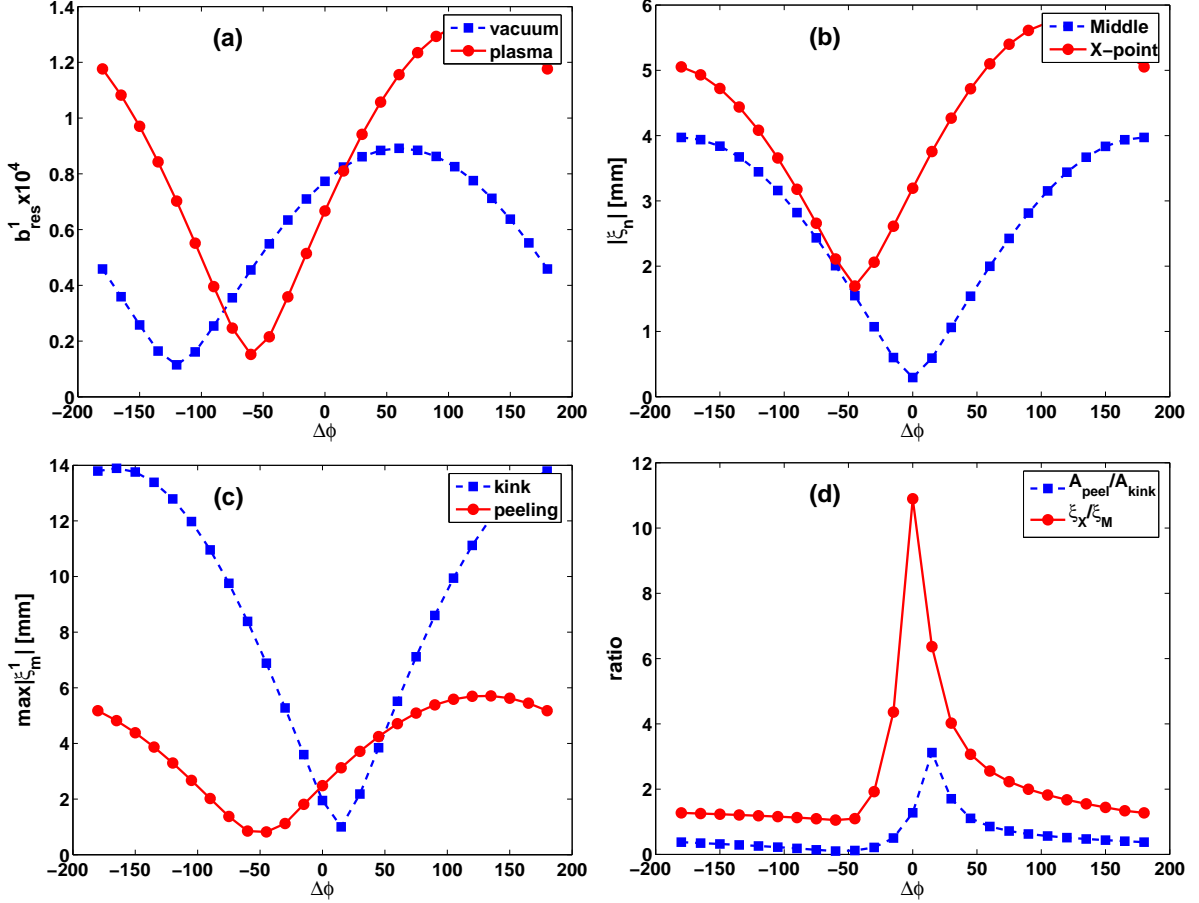 (a)
vacuum
plasma
1.4
1.2
1
0.8
0.6
0.4
0.2
0
b¹res x10⁴
−200 −150 −100 −50 0 50 100 150 200
Δϕ
(b)
Middle
X−point
6
5
4
3
2
1
0
|ξn| [mm]
−200 −150 −100 −50 0 50 100 150 200
Δϕ
(c)
kink
peeling
14
12
10
8
6
4
2
0
max|ξ¹m| [mm]
−200 −150 −100 −50 0 50 100 150 200
Δϕ
(d)
Apeel/Akink
ξX/ξM
12
10
8
6
4
2
0
ratio
−200 −150 −100 −50 0 50 100 150 200
Δϕ